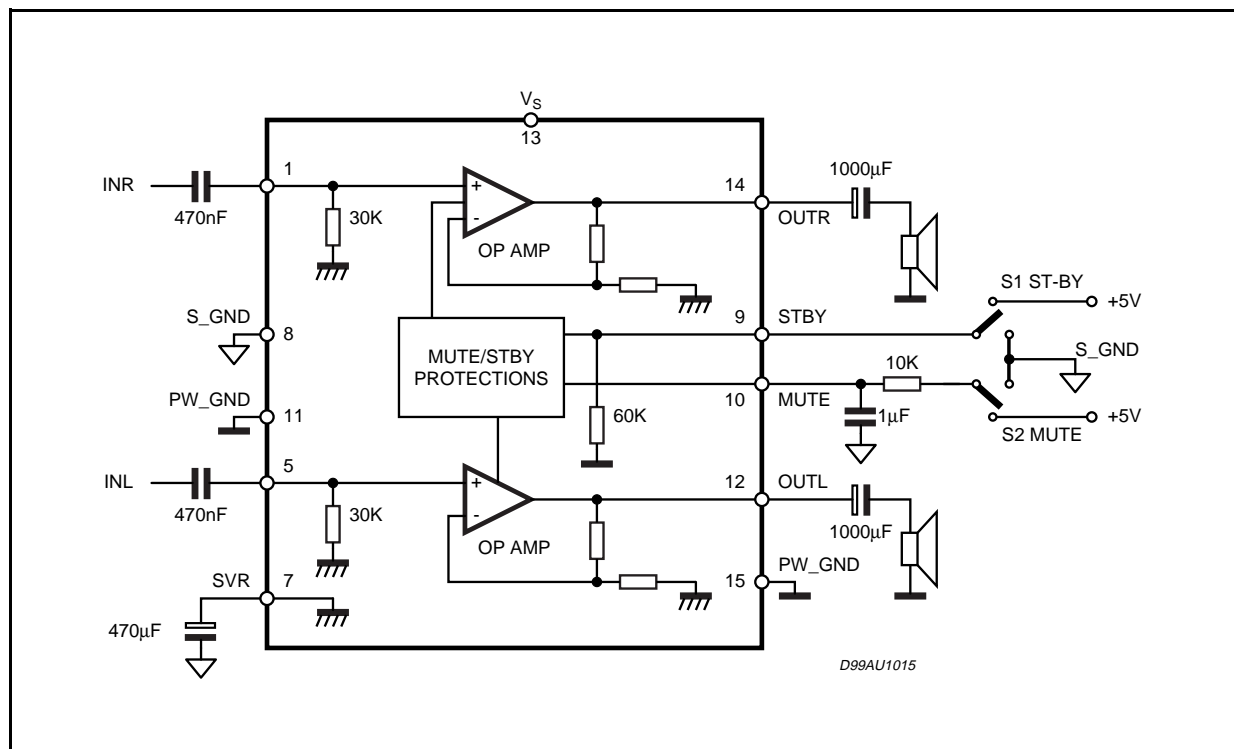 VS
13
1
INR
470nF
30K
+
-
OP AMP
14
OUTR
1000µF
S_GND
8
PW_GND
11
MUTE/STBY
PROTECTIONS
60K
9
STBY
10
MUTE
10K
1µF
S1 ST-BY
+5V
S_GND
S2 MUTE
+5V
5
INL
470nF
30K
+
-
OP AMP
12
OUTL
1000µF
15
PW_GND
SVR
7
470µF
D99AU1015